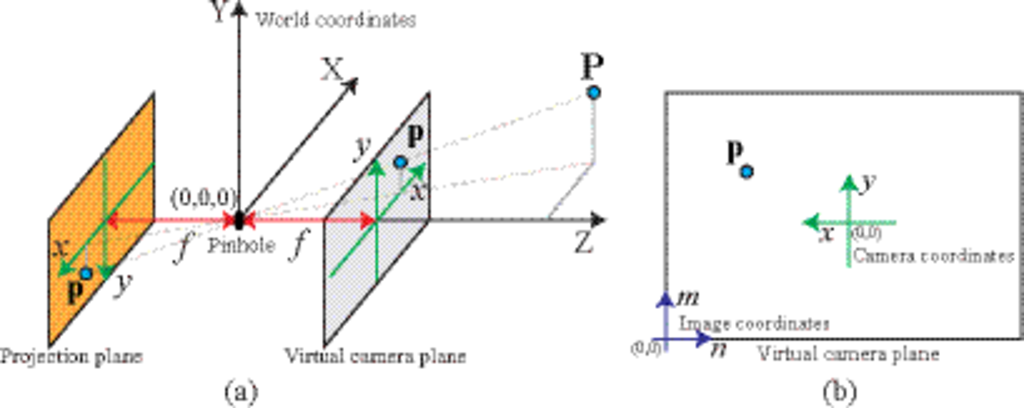 Y
World coordinates
X
P
p
y
x
(0,0,0)
f
Pinhole
f
Z
x
p
y
Projection plane
Virtual camera plane
(a)
p
y
x
(0,0)
Camera coordinates
m
Image coordinates
(0,0)
n
Virtual camera plane
(b)